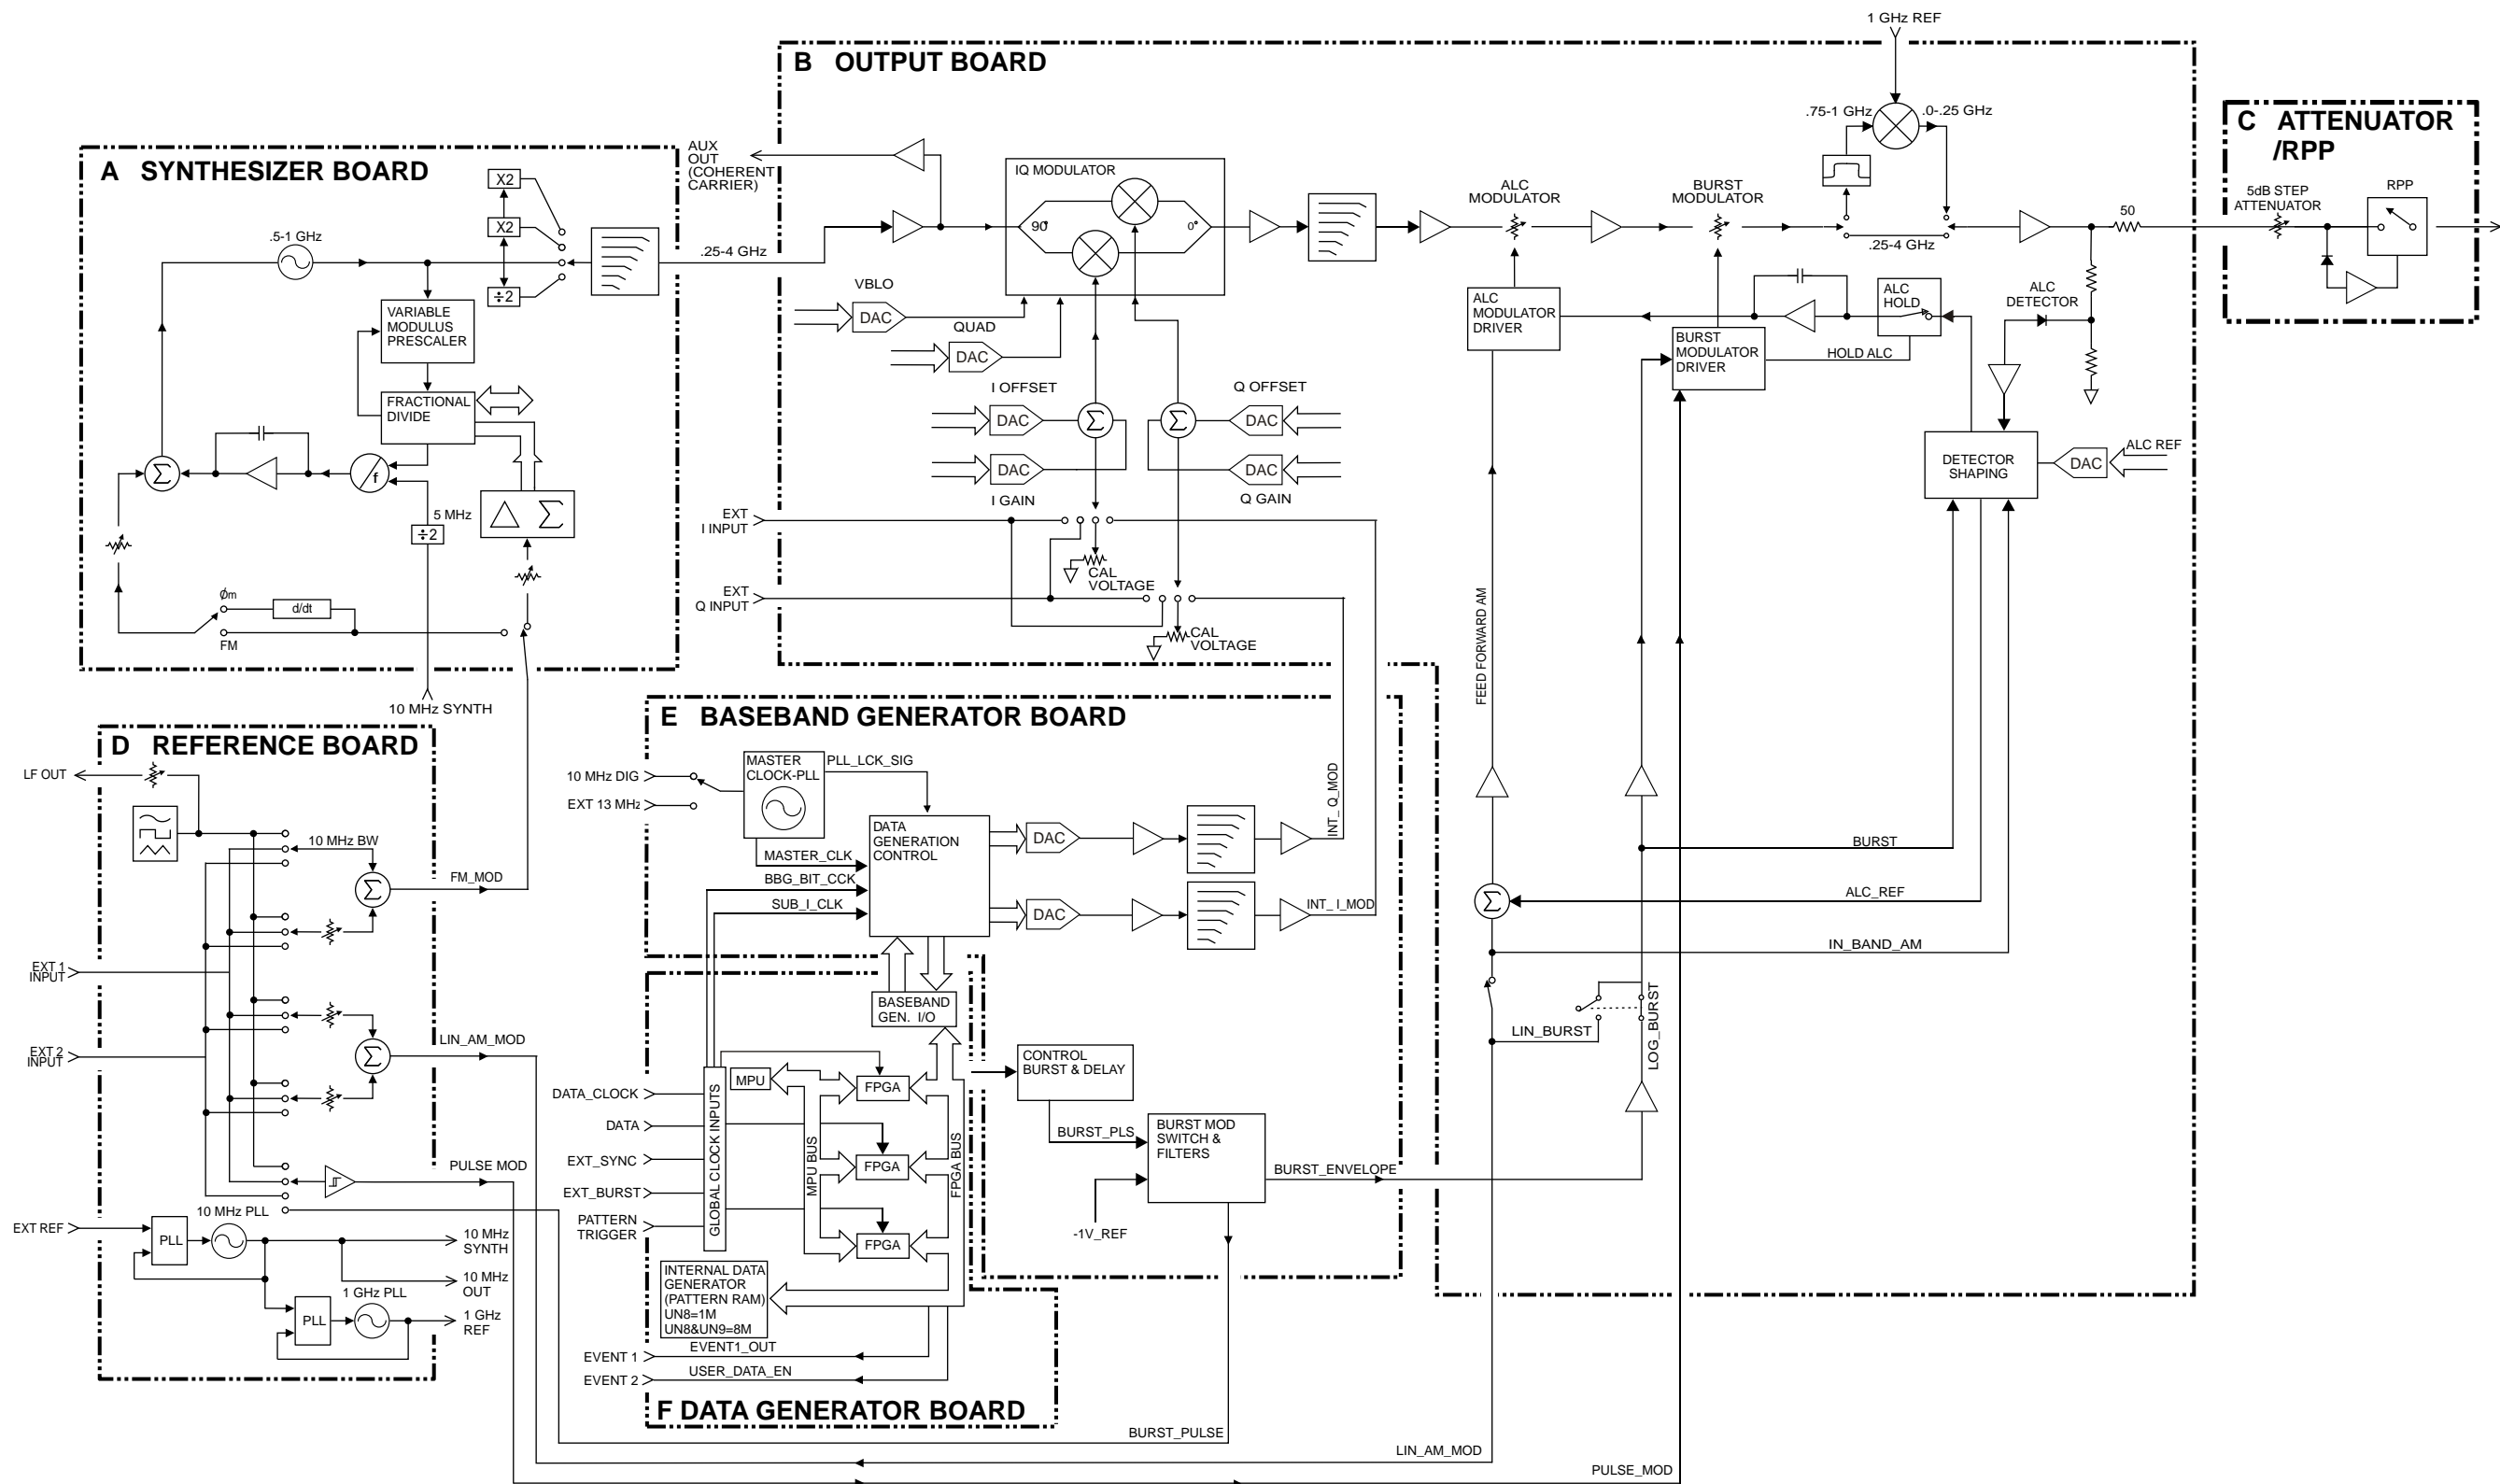 1 GHz REF
B OUTPUT BOARD
.75-1 GHz
.0-.25 GHz
C ATTENUATOR
/RPP
A SYNTHESIZER BOARD
AUX
OUT
(COHERENT
CARRIER)
IQ MODULATOR
90°
0°
ALC
MODULATOR
BURST
MODULATOR
.25-4 GHz
50
5dB STEP
ATTENUATOR
RPP
X2
X2
÷2
.5-1 GHz
.25-4 GHz
VARIABLE
MODULUS
PRESCALER
FRACTIONAL
DIVIDE
VBLO
DAC
QUAD
DAC
ALC
MODULATOR
DRIVER
BURST
MODULATOR
DRIVER
ALC
HOLD
HOLD ALC
ALC
DETECTOR
I OFFSET
DAC
Σ
Σ
Q OFFSET
DAC
DAC
I GAIN
DAC
Q GAIN
DETECTOR
SHAPING
DAC
ALC REF
Σ
f
5 MHz
÷2
△ Σ
EXT
I INPUT
CAL
VOLTAGE
EXT
Q INPUT
CAL
VOLTAGE
Øm
d/dt
FM
10 MHz SYNTH
FEED FORWARD AM
D REFERENCE BOARD
LF OUT
10 MHz BW
Σ
FM_MOD
EXT 1
INPUT
EXT 2
INPUT
Σ
LIN_AM_MOD
PULSE MOD
EXT REF
10 MHz PLL
PLL
10 MHz
SYNTH
10 MHz
OUT
1 GHz PLL
PLL
1 GHz
REF
E BASEBAND GENERATOR BOARD
10 MHz DIG
EXT 13 MHz
MASTER
CLOCK-PLL
PLL_LCK_SIG
MASTER_CLK
BBG_BIT_CCK
SUB_I_CLK
DATA
GENERATION
CONTROL
DAC
INT_ Q_MOD
DAC
INT_ I_MOD
BASEBAND
GEN. I/O
DATA_CLOCK
DATA
EXT_SYNC
EXT_BURST
PATTERN
TRIGGER
GLOBAL CLOCK INPUTS
MPU
MPU BUS
FPGA
FPGA
FPGA
FPGA BUS
INTERNAL DATA
GENERATOR
(PATTERN RAM)
UN8=1M
UN8&UN9=8M
EVENT 1
EVENT1_OUT
EVENT 2
USER_DATA_EN
F DATA GENERATOR BOARD
CONTROL
BURST & DELAY
BURST_PLS
BURST MOD
SWITCH &
FILTERS
-1V_REF
BURST_ENVELOPE
BURST_PULSE
BURST
Σ
ALC_REF
IN_BAND_AM
LIN_BURST
LOG_BURST
LIN_AM_MOD
PULSE_MOD